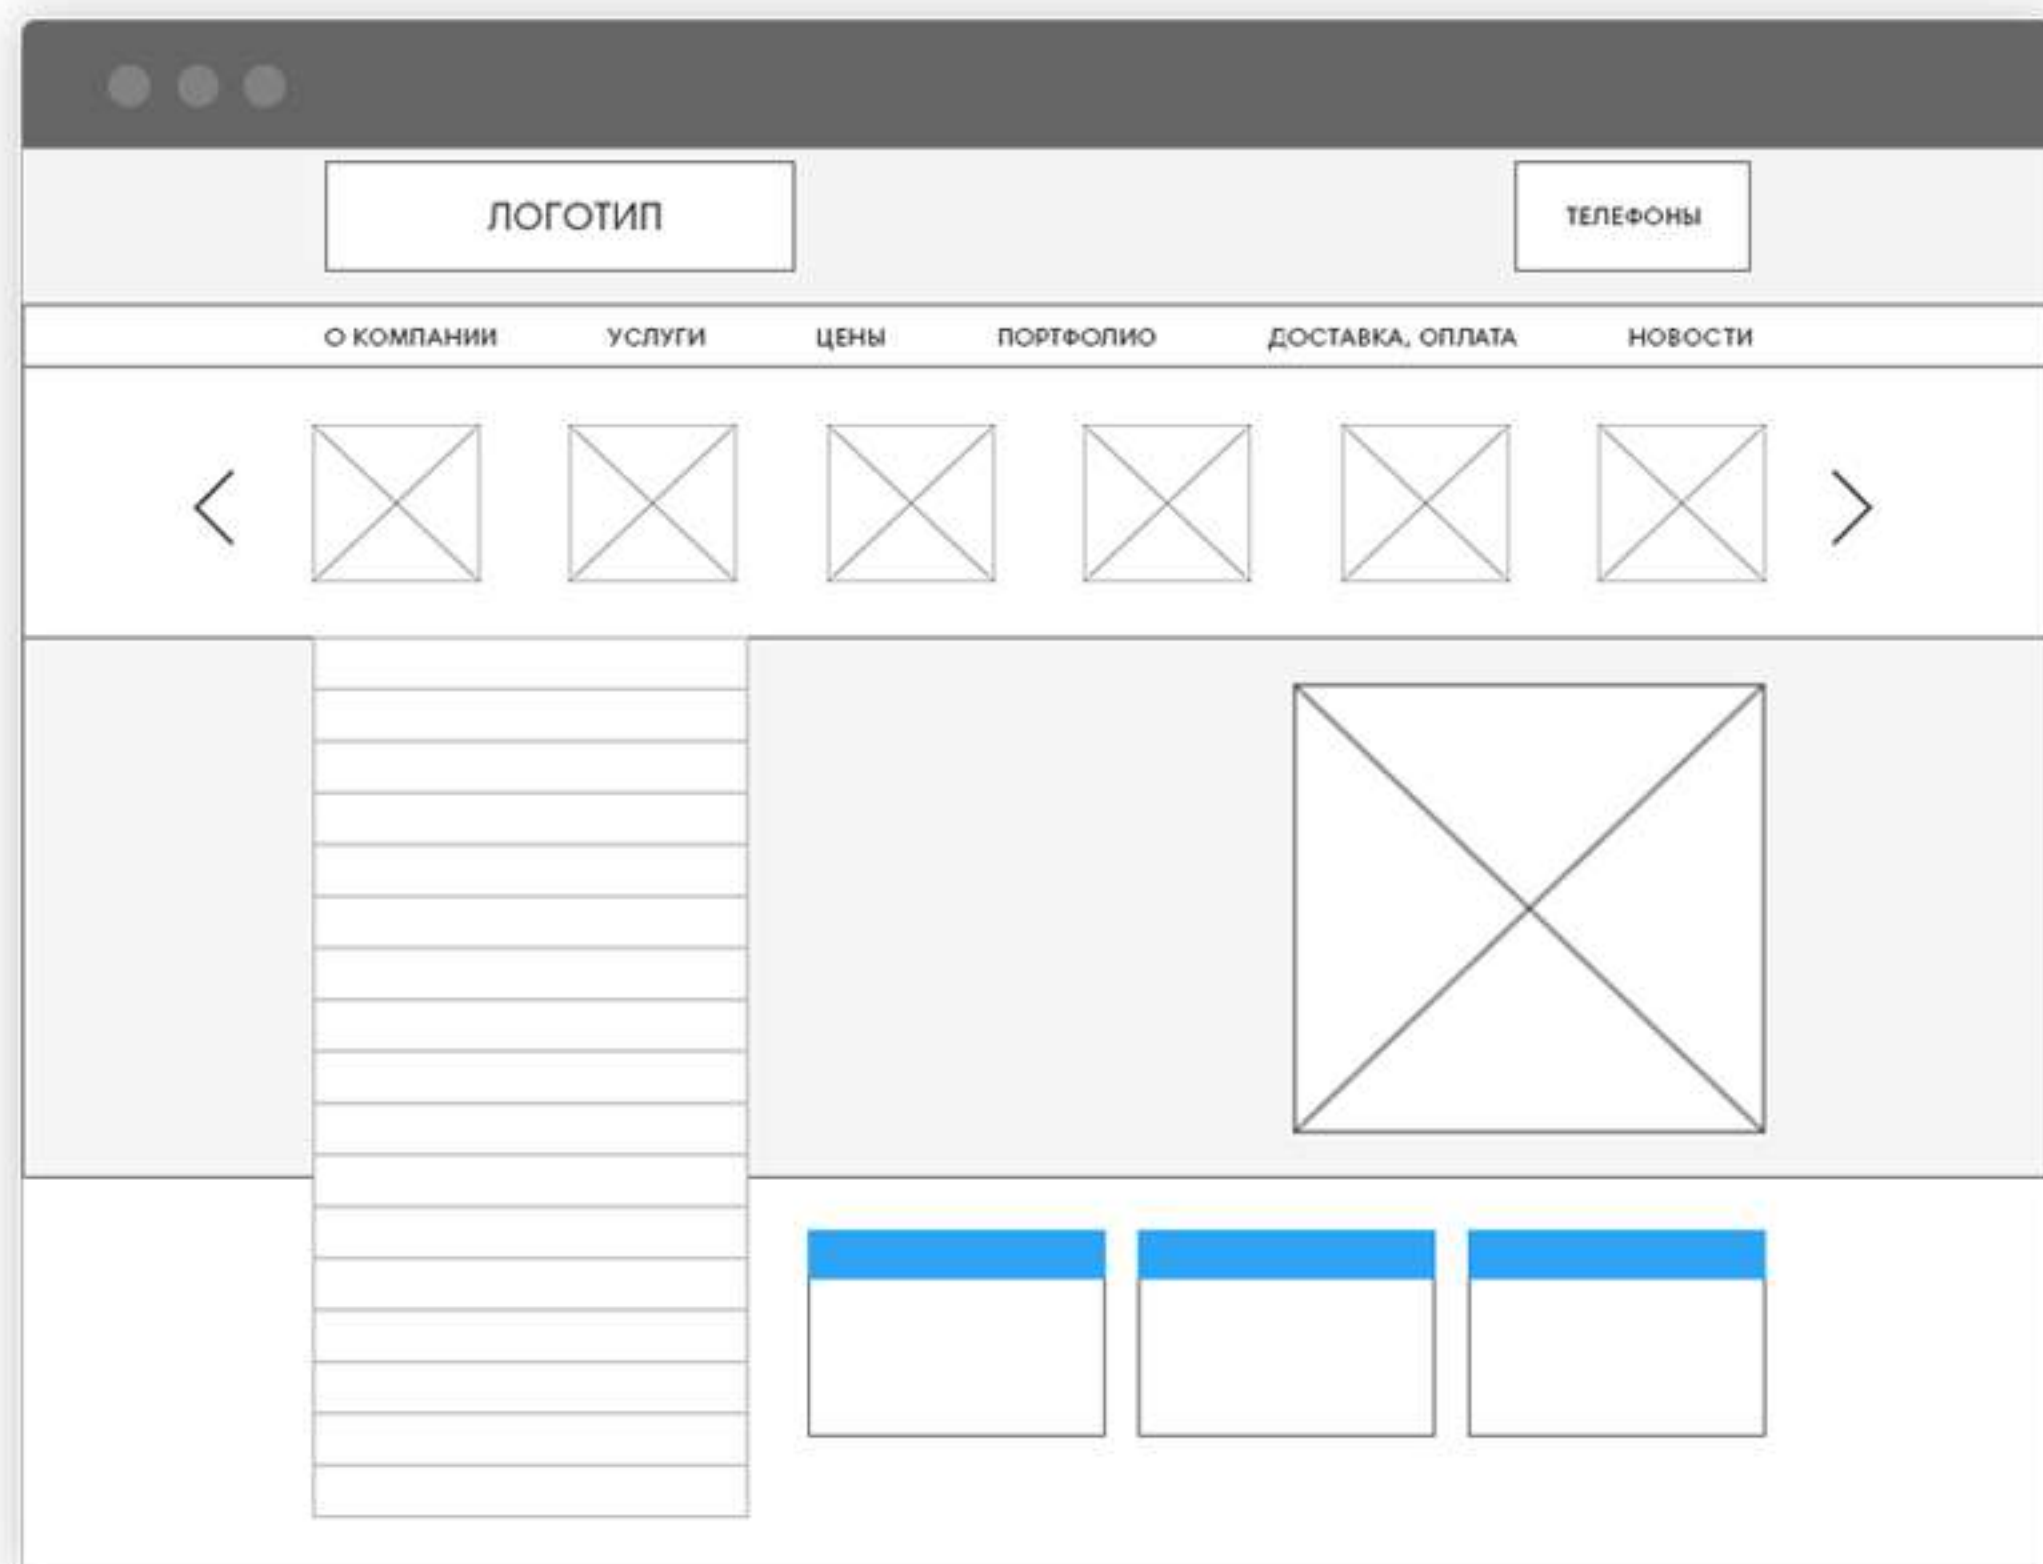 ЛОГОТИП
ТЕЛЕФОНЫ
О КОМПАНИИ УСЛУГИ ЦЕНЫ ПОРТФОЛИО ДОСТАВКА, ОПЛАТА НОВОСТИ